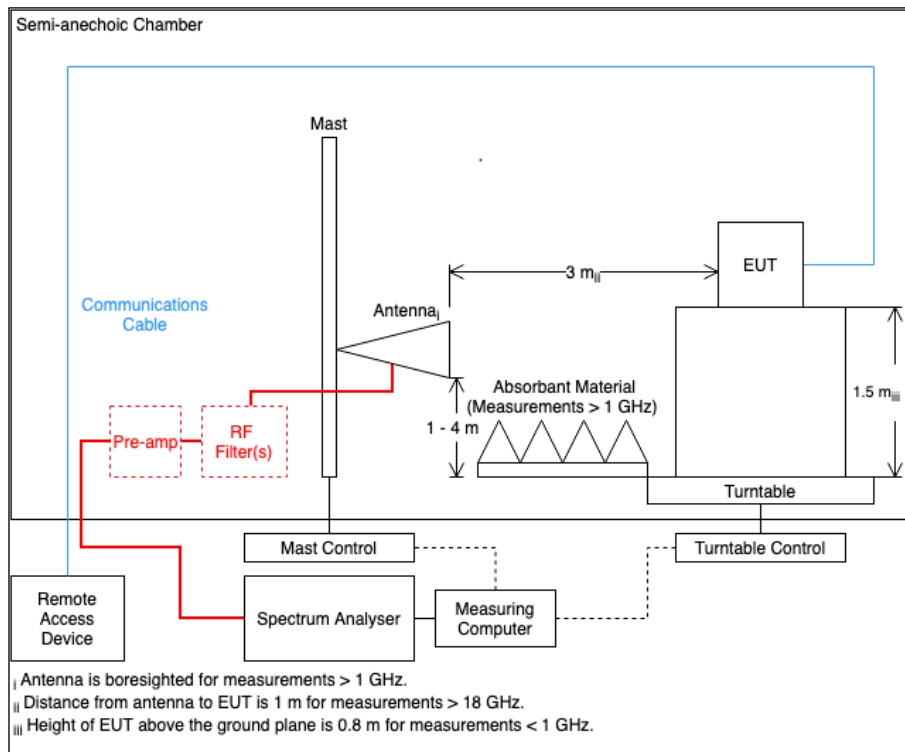 Semi-anechoic Chamber
Mast
EUT
3 m ii
Communications
Cable
Antenna i
Absorbant Material
(Measurements > 1 GHz)
1.5 m iii
1 - 4 m
Pre-amp
RF
Filter(s)
Turntable
Mast Control
Turntable Control
Remote
Access
Device
Spectrum Analyser
Measuring
Computer
i Antenna is boresighted for measurements > 1 GHz.
ii Distance from antenna to EUT is 1 m for measurements > 18 GHz.
iii Height of EUT above the ground plane is 0.8 m for measurements < 1 GHz.